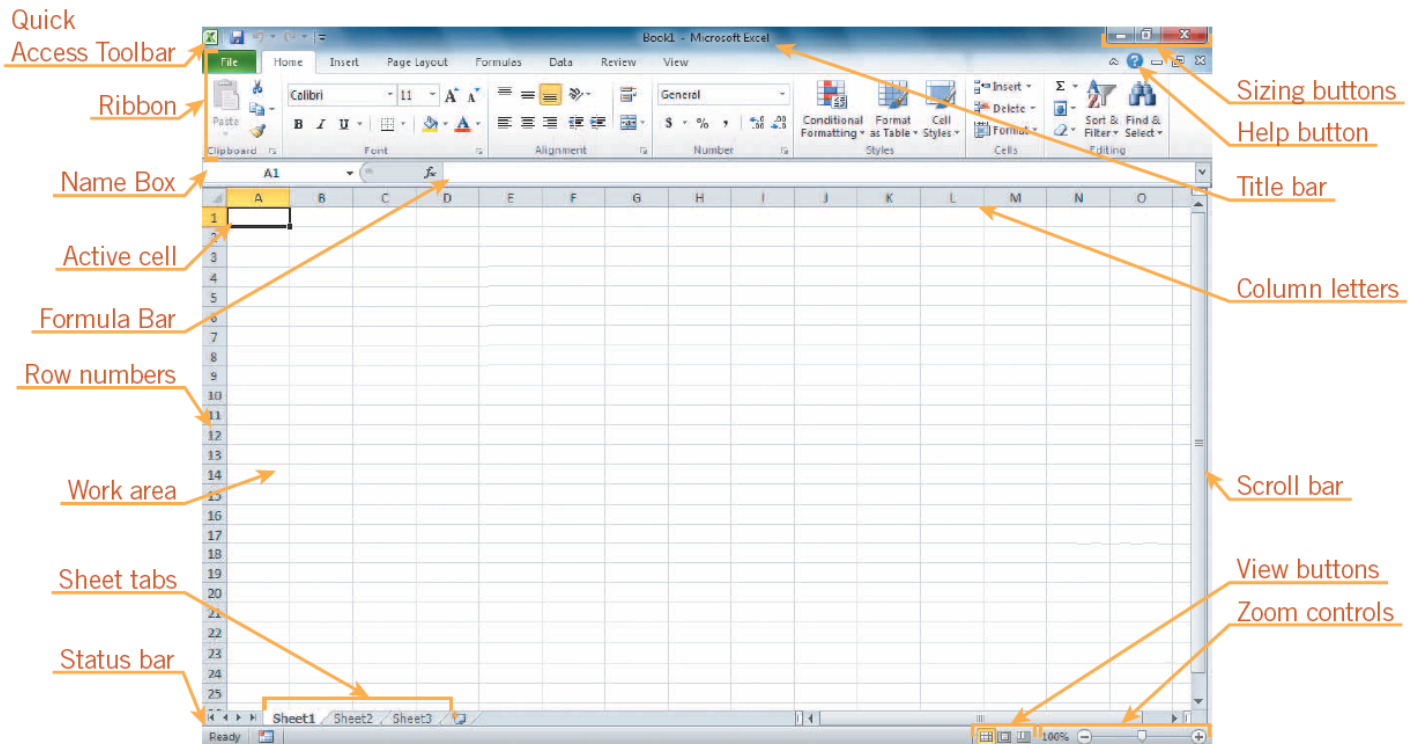 Quick
Access Toolbar
Ribbon
Name Box
Active cell
Formula Bar
Row numbers
Work area
Sheet tabs
Status bar
Book1 - Microsoft Excel
File Home Insert Page Layout Formulas Data Review View
Calibri 11 A A General Insert Σ
Paste Delete
B I U A $ % , .00 Conditional Format Cell Format Sort & Find &
Formatting as Table Styles Filter Select
Clipboard Font Alignment Number Styles Cells Editing
A1 fx
A B C D E F G H I J K L M N O
1
2
3
4
5
6
7
8
9
10
11
12
13
14
15
16
17
18
19
20
21
22
23
24
25
Sheet1 Sheet2 Sheet3
Ready 100%
Sizing buttons
Help button
Title bar
Column letters
Scroll bar
View buttons
Zoom controls